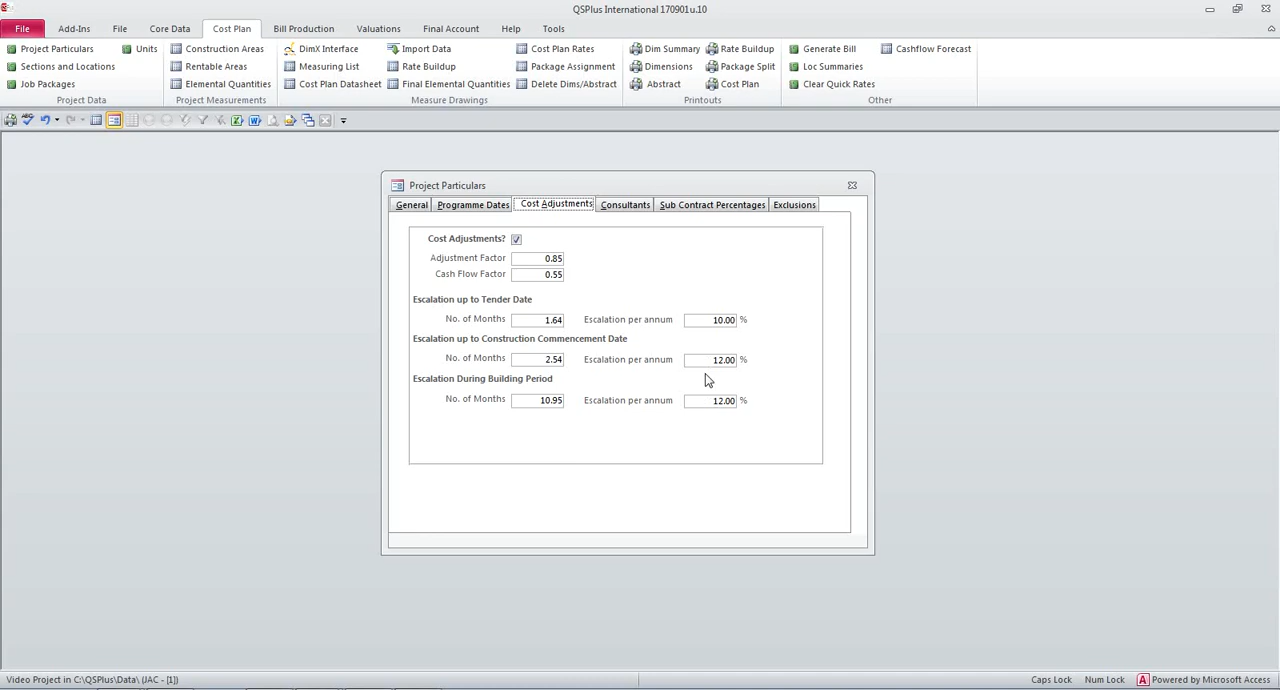 QSPlus International 170901u.10
File Add-Ins File Core Data Cost Plan Bill Production Valuations Final Account Help Tools
Project Particulars Units Construction Areas DimX Interface Import Data Cost Plan Rates Dim Summary Rate Buildup Generate Bill Cashflow Forecast
Sections and Locations Rentable Areas Measuring List Rate Buildup Package Assignment Dimensions Package Split Loc Summaries
Job Packages Elemental Quantities Cost Plan Datasheet Final Elemental Quantities Delete Dims/Abstract Abstract Cost Plan Clear Quick Rates
Project Data Project Measurements Measure Drawings Printouts Other
Project Particulars
General Programme Dates Cost Adjustments Consultants Sub Contract Percentages Exclusions
Cost Adjustments?
Adjustment Factor 0.85
Cash Flow Factor 0.55
Escalation up to Tender Date
No. of Months 1.64 Escalation per annum 10.00 %
Escalation up to Construction Commencement Date
No. of Months 2.54 Escalation per annum 12.00 %
Escalation During Building Period
No. of Months 10.95 Escalation per annum 12.00 %
Video Project in C:\QSPlus\Data\ (JAC - [1]) Caps Lock Num Lock Powered by Microsoft Access